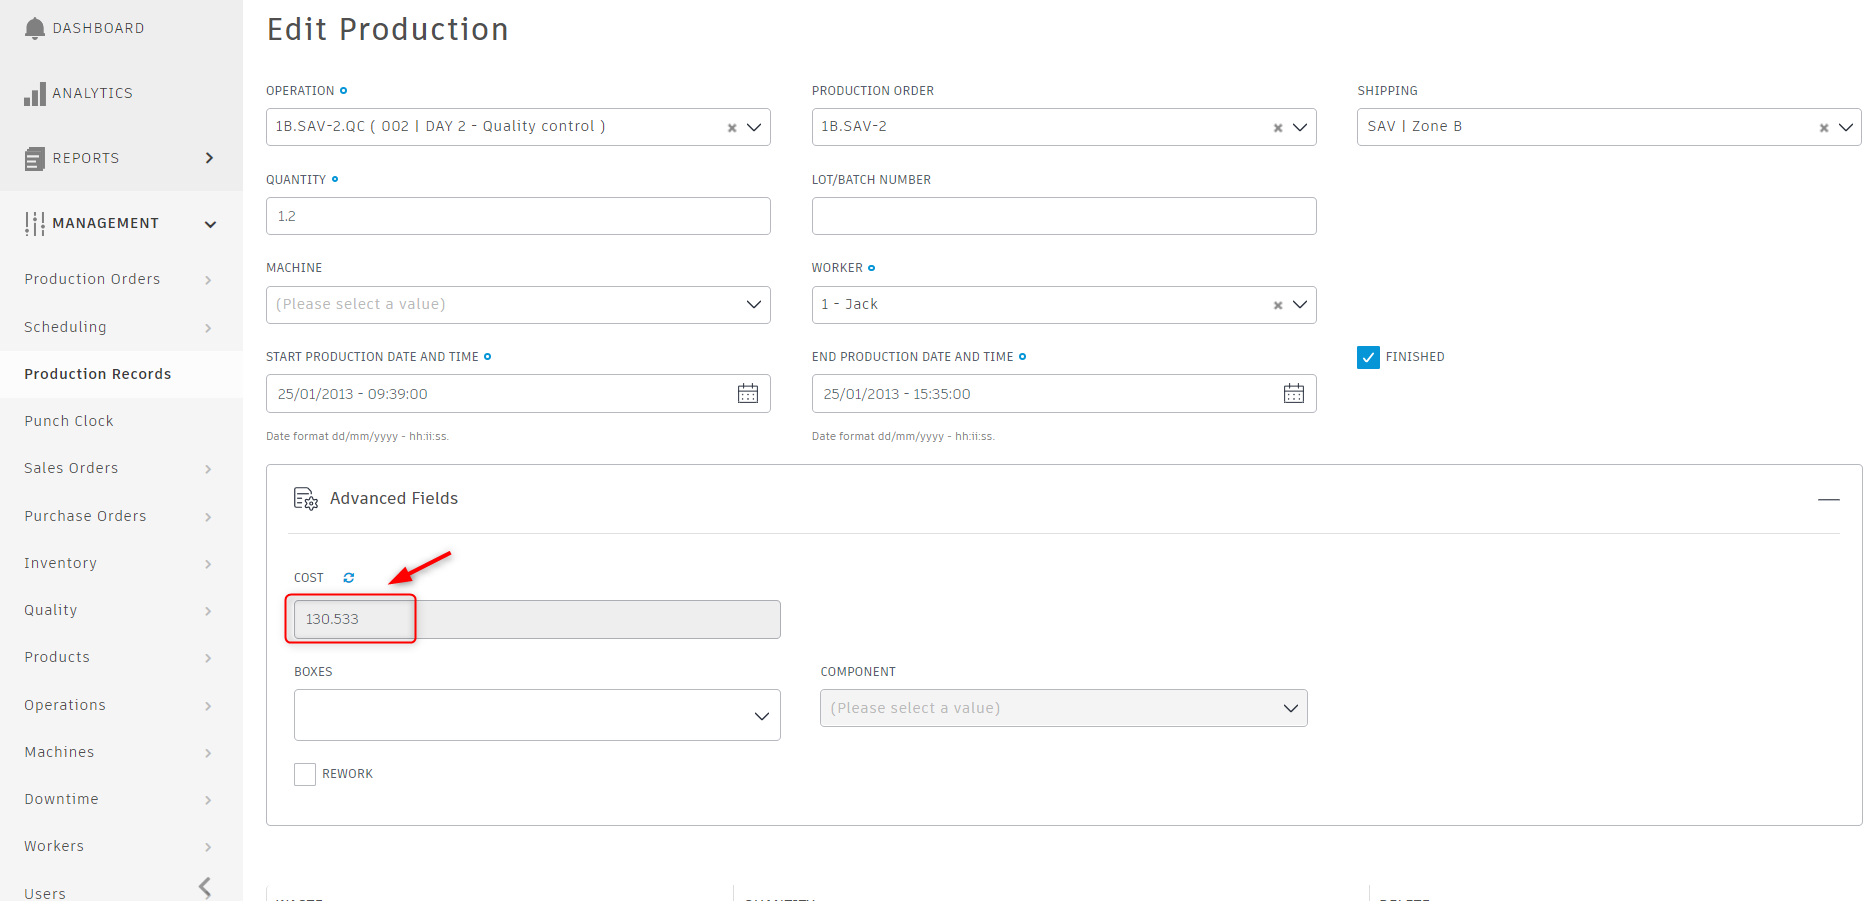 DASHBOARD
ANALYTICS
REPORTS
MANAGEMENT
Production Orders
Scheduling
Production Records
Punch Clock
Sales Orders
Purchase Orders
Inventory
Quality
Products
Operations
Machines
Downtime
Workers
Users
Edit Production
OPERATION
1B.SAV-2.QC ( 002 | DAY 2 - Quality control )
PRODUCTION ORDER
1B.SAV-2
SHIPPING
SAV | Zone B
QUANTITY
1.2
LOT/BATCH NUMBER
MACHINE
(Please select a value)
WORKER
1 - Jack
START PRODUCTION DATE AND TIME
25/01/2013 - 09:39:00
Date format dd/mm/yyyy - hh:ii:ss.
END PRODUCTION DATE AND TIME
25/01/2013 - 15:35:00
Date format dd/mm/yyyy - hh:ii:ss.
FINISHED
Advanced Fields
COST
130.533
BOXES
COMPONENT
(Please select a value)
REWORK
WASTE
QUANTITY
DELETE